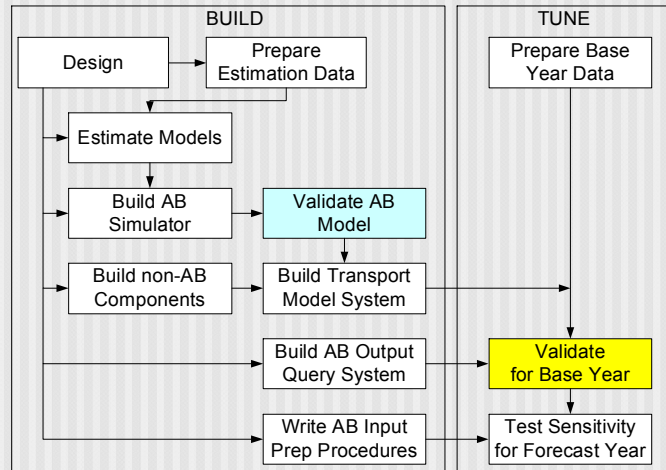 BUILD
TUNE
Design
Prepare
Estimation Data
Prepare Base
Year Data
Estimate Models
Build AB
Simulator
Validate AB
Model
Build non-AB
Components
Build Transport
Model System
Build AB Output
Query System
Validate
for Base Year
Write AB Input
Prep Procedures
Test Sensitivity
for Forecast Year